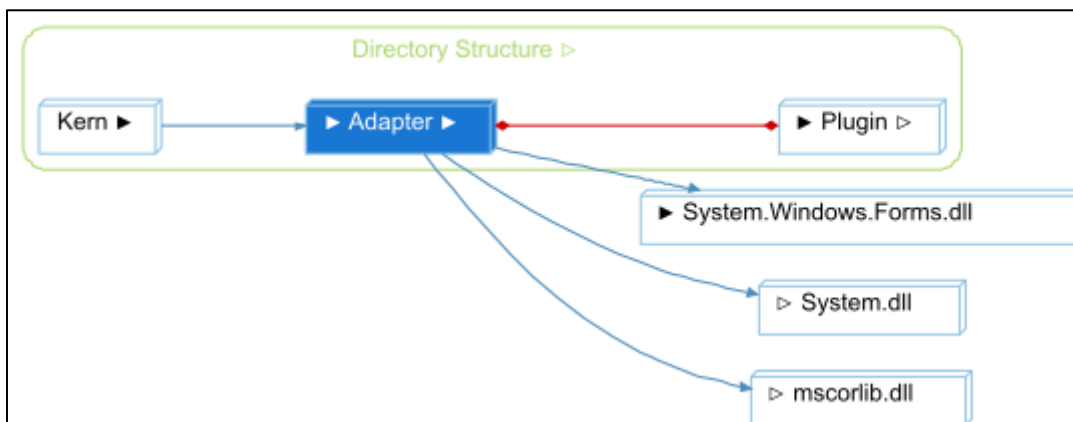 Directory Structure ▷
Kern ►
► Adapter ►
► Plugin ▷
► System.Windows.Forms.dll
▷ System.dll
▷ mscorlib.dll